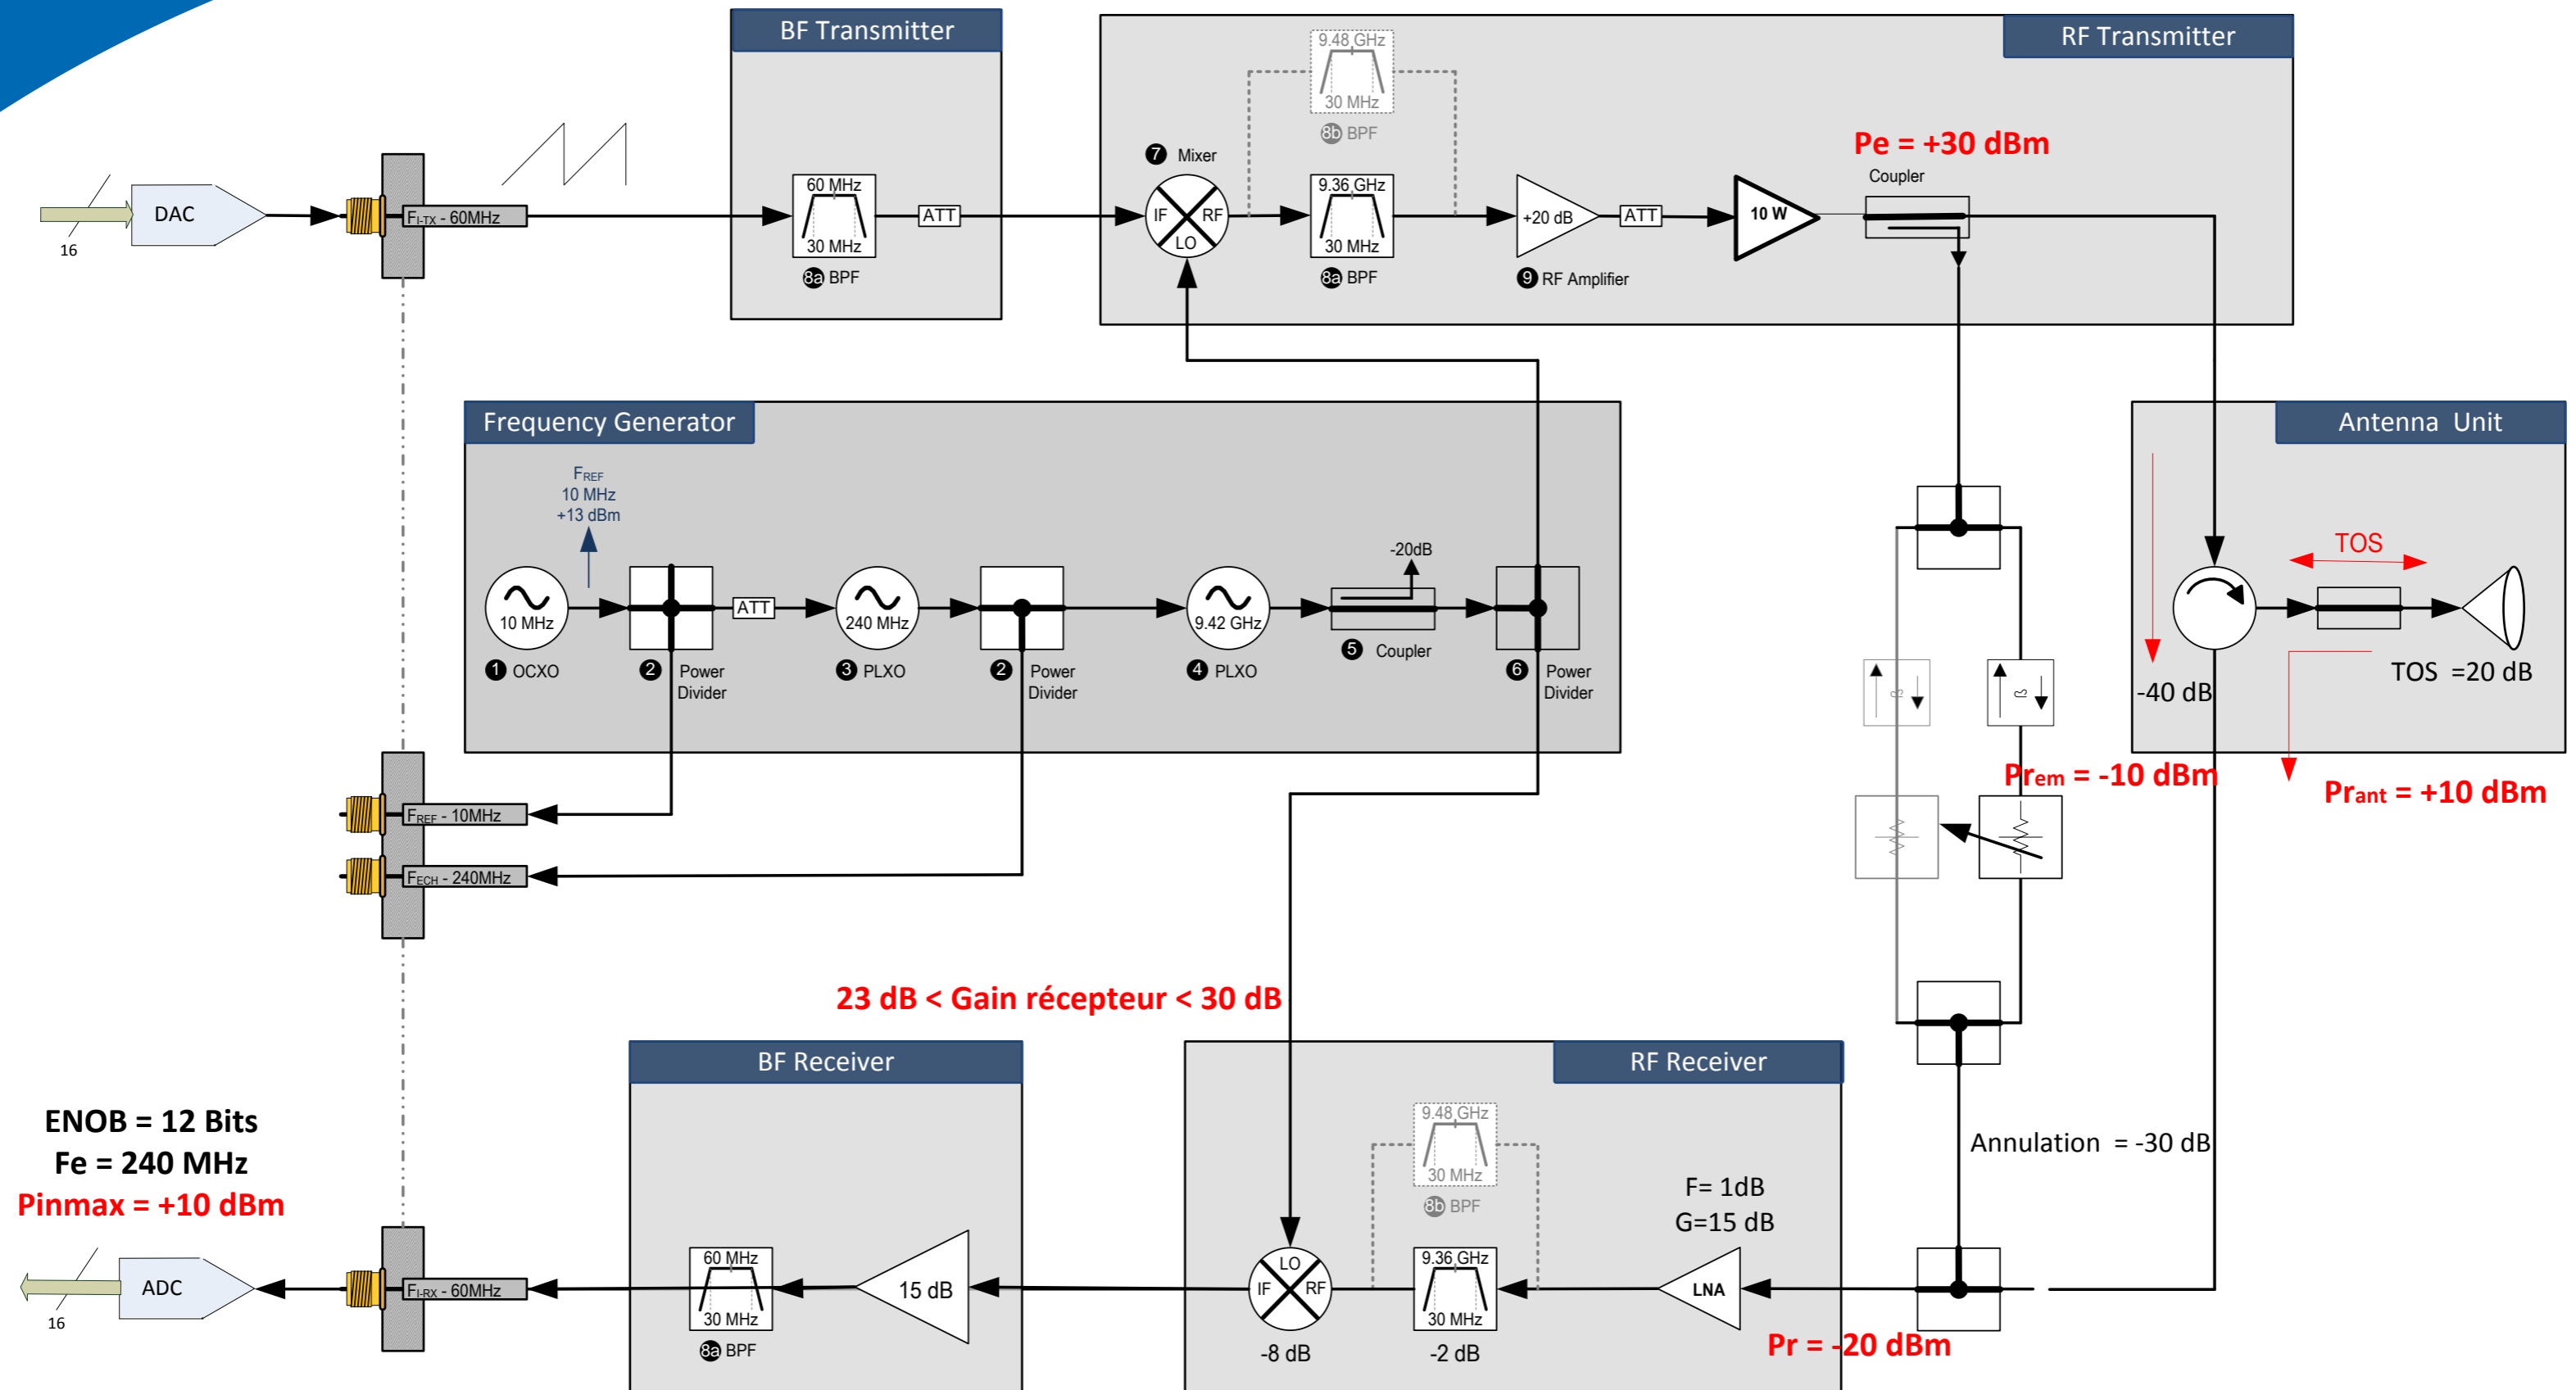 BF Transmitter
RF Transmitter
9.48 GHz
30 MHz
8b BPF
Pe = +30 dBm
7 Mixer
Coupler
DAC
16
FI-TX - 60MHz
60 MHz
30 MHz
8a BPF
ATT
IF
RF
LO
9.36 GHz
30 MHz
8a BPF
+20 dB
9 RF Amplifier
ATT
10 W
Frequency Generator
FREF
10 MHz
+13 dBm
10 MHz
1 OCXO
2 Power
Divider
ATT
240 MHz
3 PLXO
2 Power
Divider
9.42 GHz
4 PLXO
-20dB
5 Coupler
6 Power
Divider
Antenna Unit
TOS
TOS =20 dB
-40 dB
Prem = -10 dBm
Prant = +10 dBm
FREF - 10MHz
FECH - 240MHz
23 dB < Gain récepteur < 30 dB
BF Receiver
RF Receiver
ENOB = 12 Bits
Fe = 240 MHz
Pinmax = +10 dBm
Annulation = -30 dB
9.48 GHz
30 MHz
8b BPF
F= 1dB
G=15 dB
ADC
16
FI-RX - 60MHz
60 MHz
30 MHz
8a BPF
15 dB
LO
IF
RF
-8 dB
9.36 GHz
30 MHz
-2 dB
LNA
Pr = -20 dBm